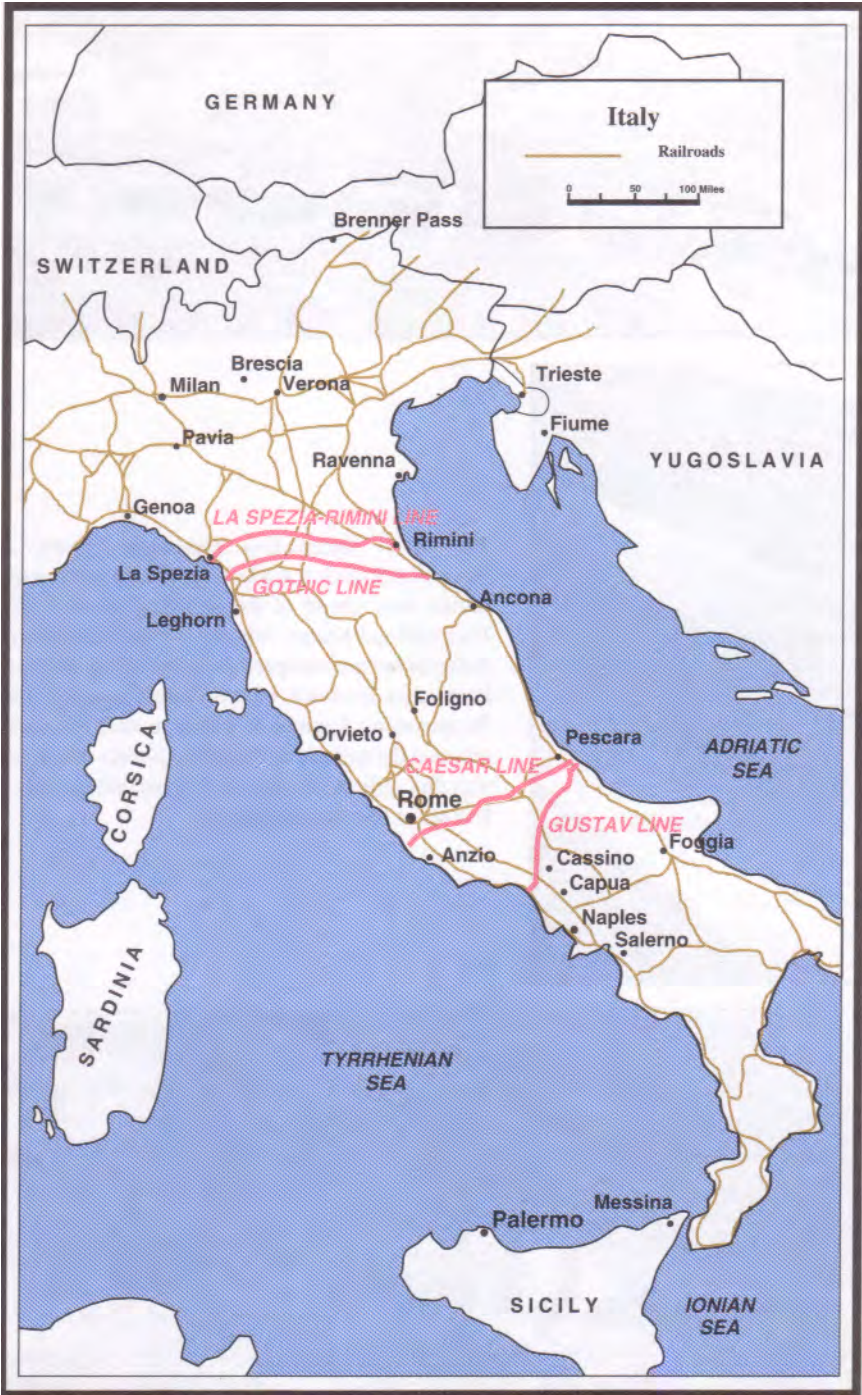 GERMANY
Italy
Railroads
0 50 100 Miles
Brenner Pass
SWITZERLAND
Brescia
Milan
Verona
Trieste
Fiume
Pavia
Ravenna
YUGOSLAVIA
Genoa
LA SPEZIA-RIMINI LINE
Rimini
La Spezia
GOTHIC LINE
Leghorn
Ancona
Foligno
Orvieto
Pescara
CORSICA
CAESAR LINE
ADRIATIC
SEA
Rome
GUSTAV LINE
Foggia
Anzio
Cassino
Capua
Naples
Salerno
SARDINIA
TYRRHENIAN
SEA
Messina
Palermo
SICILY
IONIAN
SEA